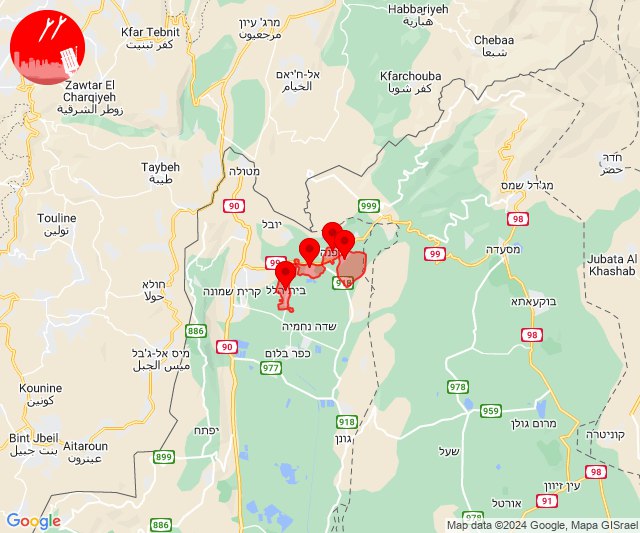 Habbariyeh
هبارية
Kfar Tebnit
كفر تبنيت
מרג' עיון
مرجعيون
Chebaa
شبعا
אל-ח'יאם
الخيام
Kfarchouba
كفر شوبا
Zawtar El
Charqiyeh
زوطر الشرقية
Taybeh
طيبة
מטולה
חד'ר
حضر
מג'דל שמס
90
999
98
Touline
تولين
יובל
99
99
מסעדה
Jubata Al
Khashab
חולא
حولا
קרית שמונה
בית הלל
918
בוקעאתא
שדה נחמיה
886
98
90
מיס אל-ג'בל
ميس الجبل
כפר בלום
977
Kounine
كونين
978
959
מרום גולן
918
יפתח
גונן
קוניטרה
Bint Jbeil
بنت جبيل
Aitaroun
عيترون
899
שעל
98
עין זיוון
91
אורטל
886
978
Google
Map data ©2024 Google, Mapa GISrael